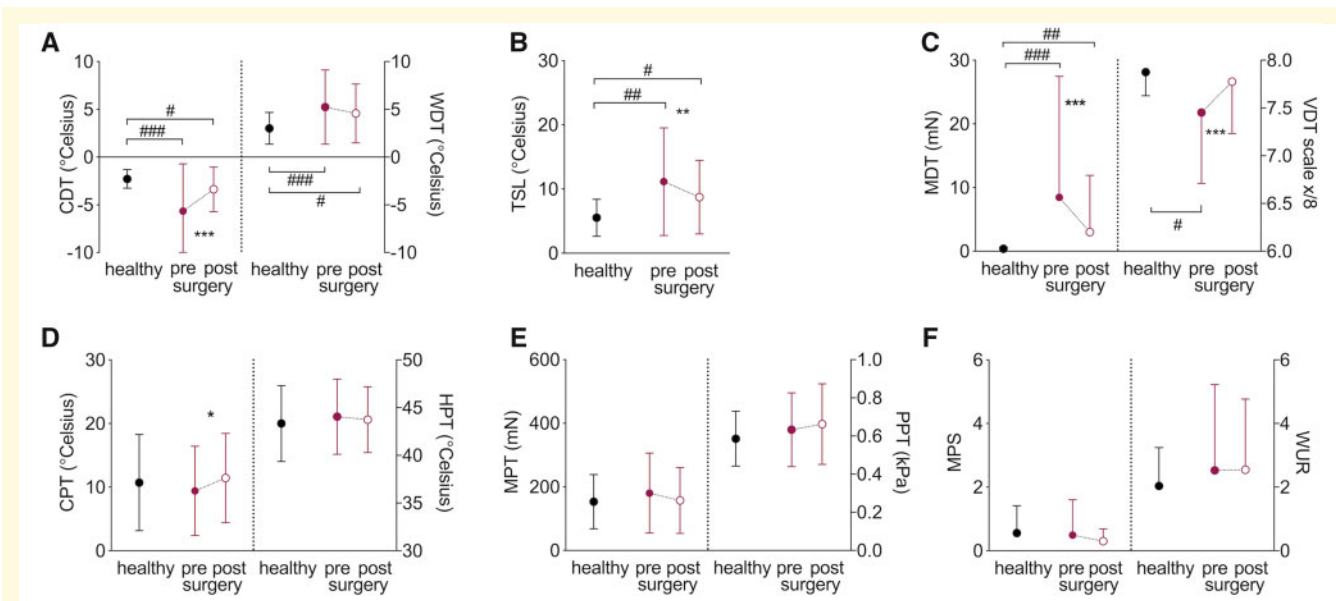 A
10
5
0
-5
-10
CDT (°Celsius)
#
###
***
healthy
pre post
surgery
10
5
0
-5
-10
WDT (°Celsius)
###
#
B
30
20
10
0
TSL (°Celsius)
#
##
**
healthy
pre post
surgery
C
30
20
10
0
MDT (mN)
##
###
***
healthy
pre post
surgery
8.0
7.5
7.0
6.5
6.0
VDT scale x/8
***
#
healthy
pre post
surgery
D
30
20
10
0
CPT (°Celsius)
*
healthy
pre post
surgery
50
45
40
35
30
HPT (°Celsius)
healthy
pre post
surgery
E
600
400
200
0
MPT (mN)
healthy
pre post
surgery
1.0
0.8
0.6
0.4
0.2
0.0
PPT (kPa)
healthy
pre post
surgery
F
6
4
2
0
MPS
healthy
pre post
surgery
6
4
2
0
WUR
healthy
pre post
surgery
healthy
pre post
surgery